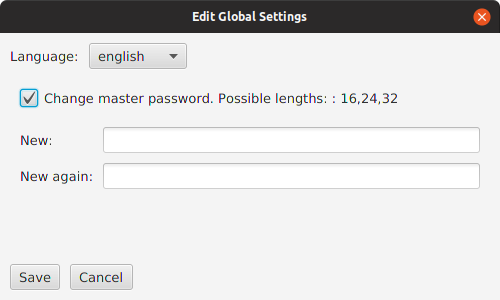 Edit Global Settings
Language: english
Change master password. Possible lengths: : 16,24,32
New:
New again:
Save Cancel